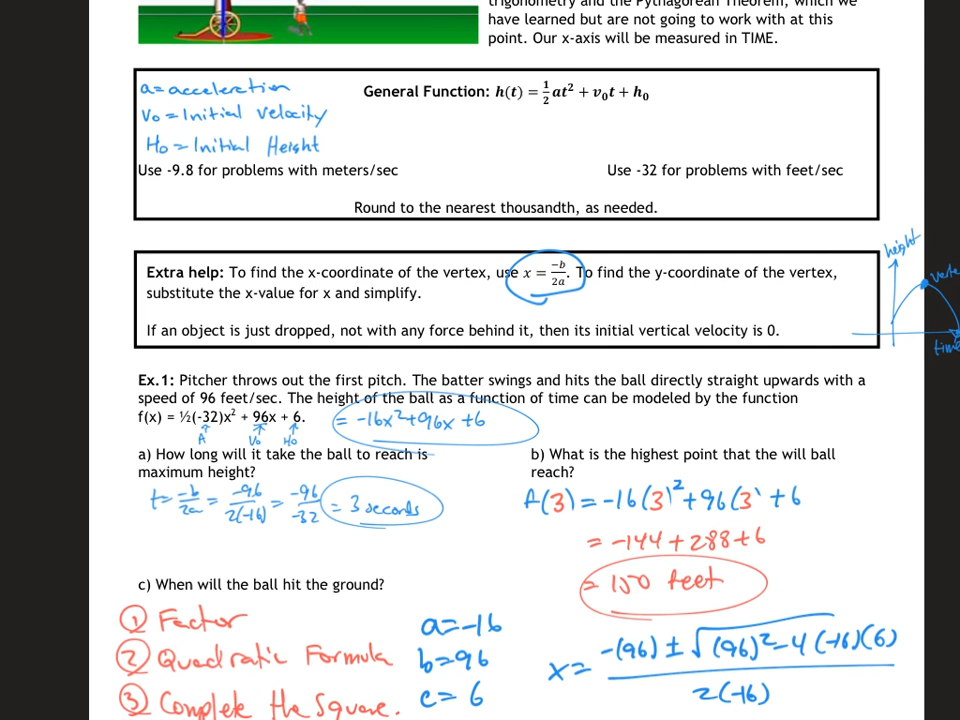 trigonometry and the Pythagorean Theorem, which we
have learned but are not going to work with at this
point. Our x-axis will be measured in TIME.
a = acceleration
General Function: h(t) = ½at² + v₀t + h₀
V₀ = Initial Velocity
H₀ = Initial Height
Use -9.8 for problems with meters/sec
Use -32 for problems with feet/sec
Round to the nearest thousandth, as needed.
height
Extra help: To find the x-coordinate of the vertex, use x = -b/2a. To find the y-coordinate of the vertex,
verte
substitute the x-value for x and simplify.
If an object is just dropped, not with any force behind it, then its initial vertical velocity is 0.
time
Ex.1: Pitcher throws out the first pitch. The batter swings and hits the ball directly straight upwards with a
speed of 96 feet/sec. The height of the ball as a function of time can be modeled by the function
f(x) = ½(-32)x² + 96x + 6.
= -16x²+96x +6
A V₀ H₀
a) How long will it take the ball to reach is
maximum height?
t = -b/2a = -96/2(-16) = -96/-32 = 3 seconds
b) What is the highest point that the will ball
reach?
f(3) = -16(3)²+96(3) + 6
= -144 + 288 + 6
= 150 feet
c) When will the ball hit the ground?
① Factor
② Quadratic Formula
③ Complete the Square.
a = -16
b = 96
c = 6
x = -(96) ± √(96)² - 4(-16)(6) / 2(-16)